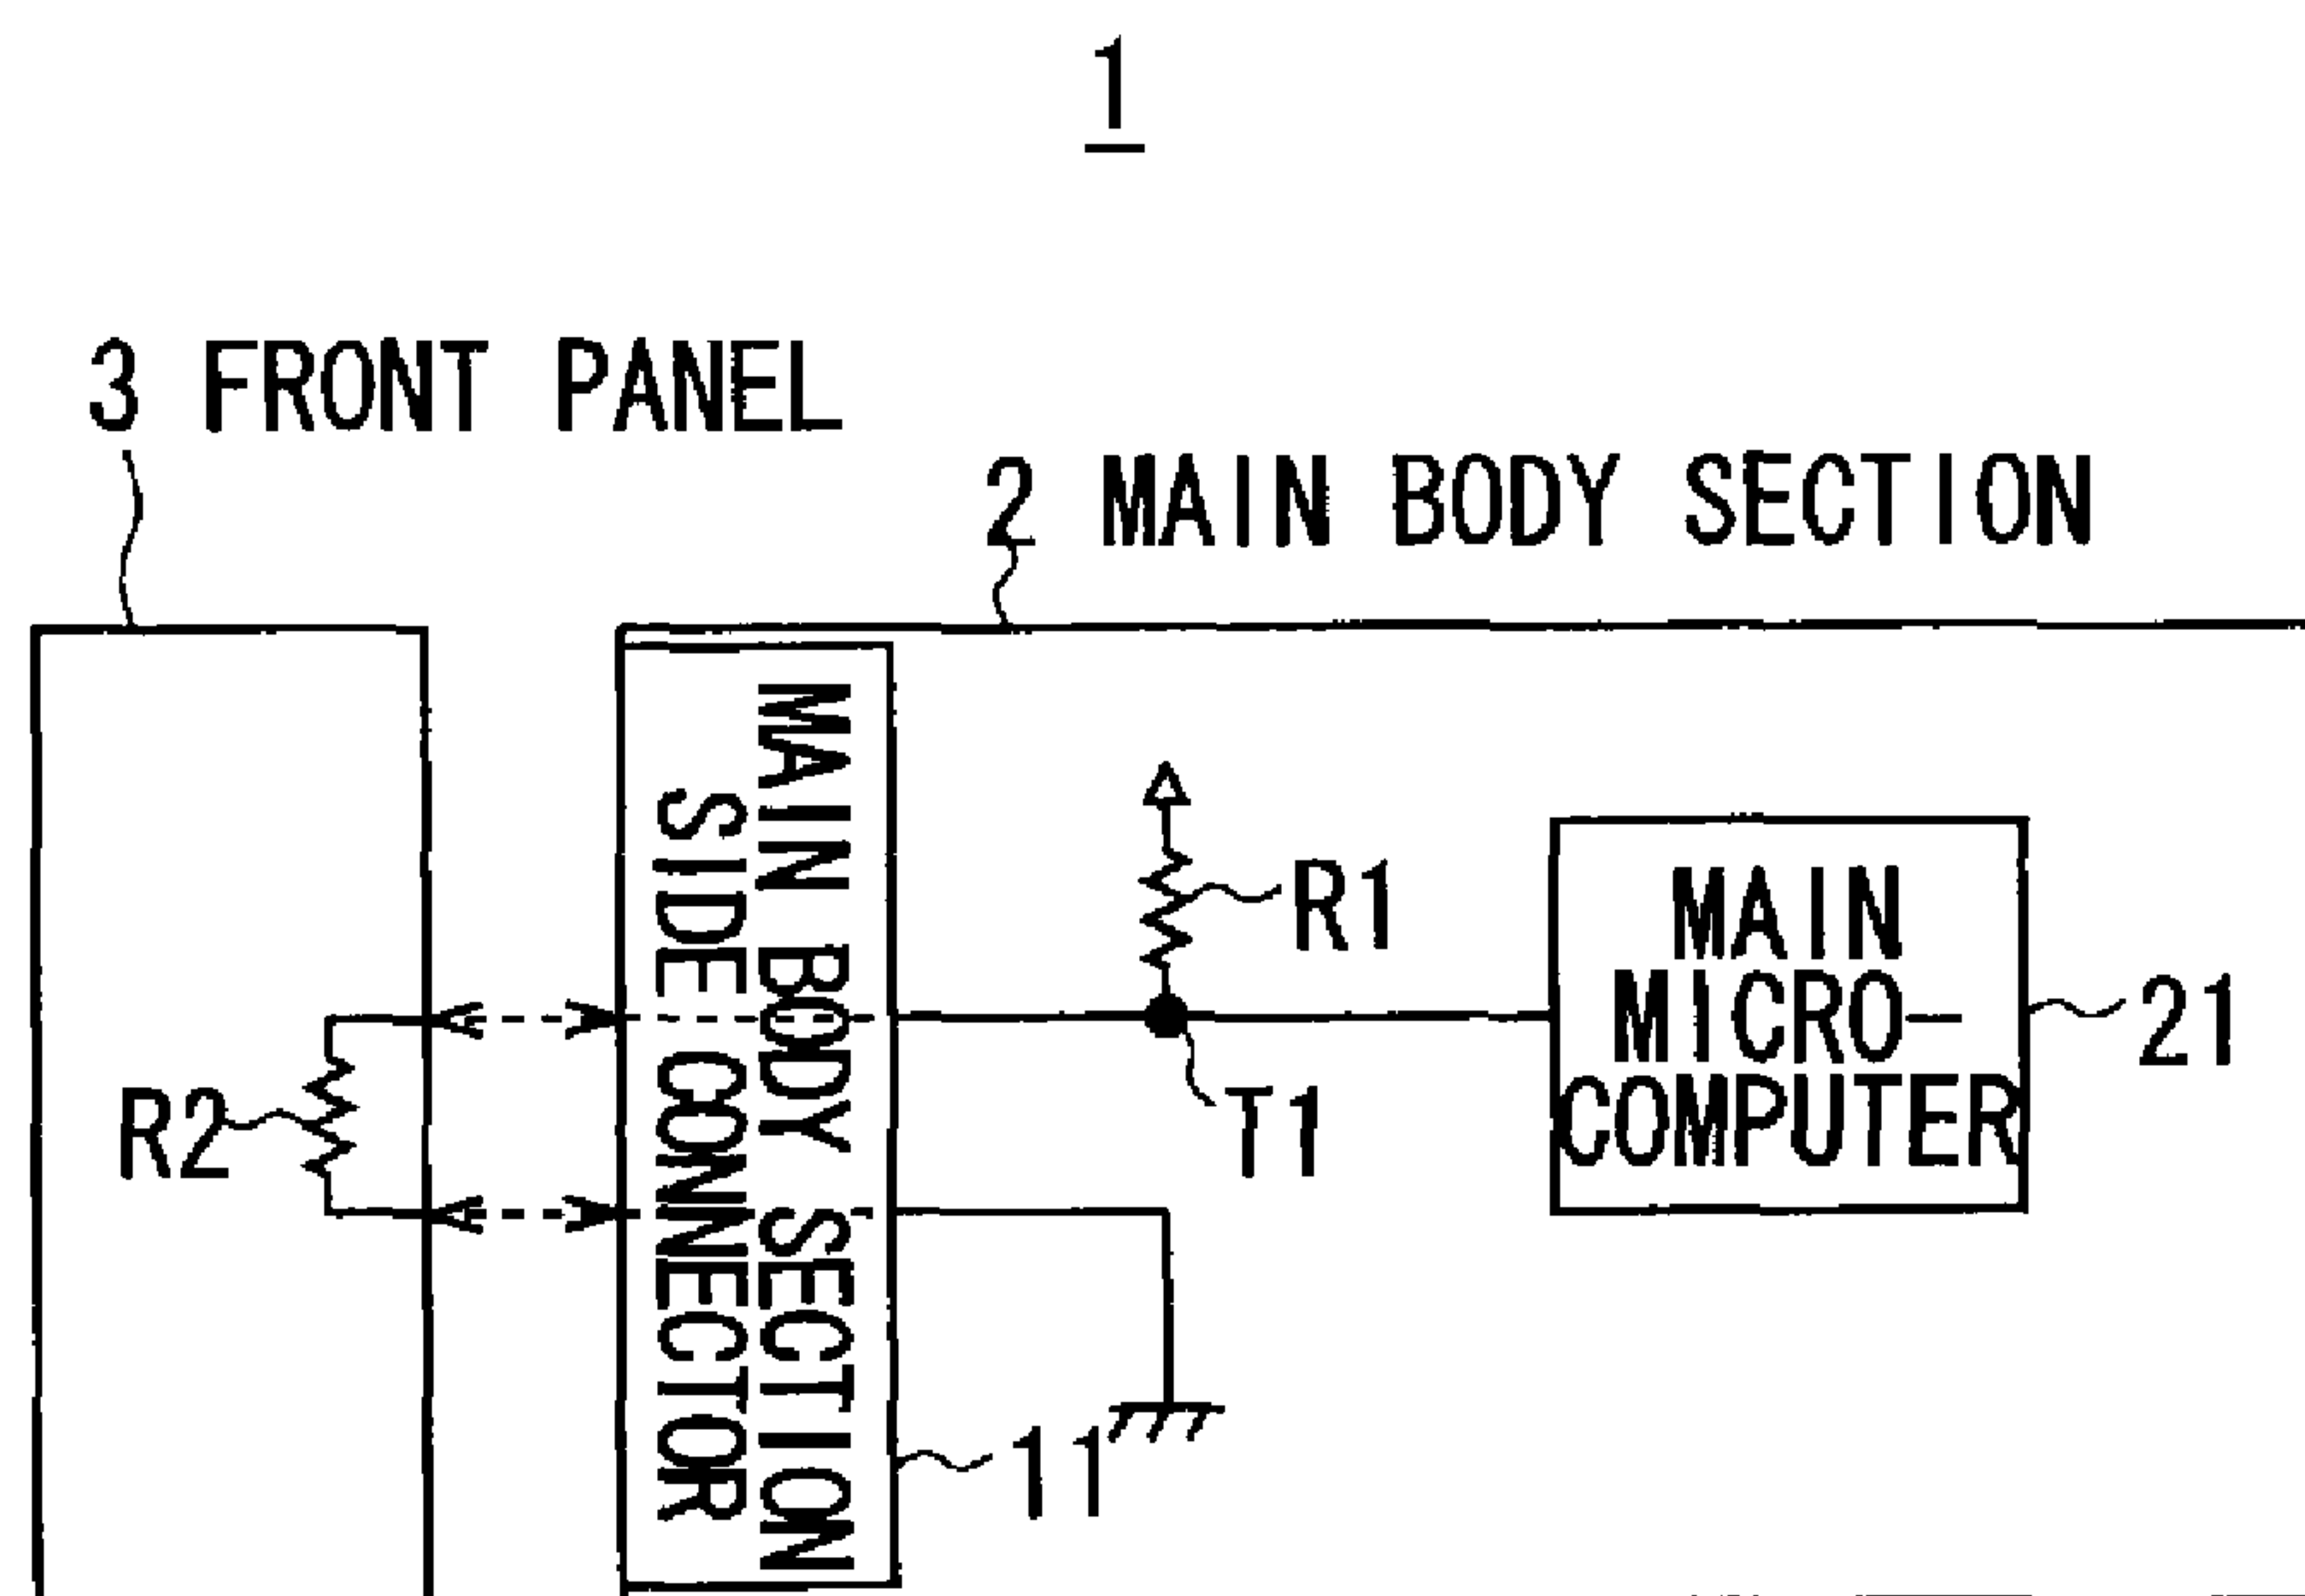 1
3 FRONT PANEL
2 MAIN BODY SECTION
MAIN BODY SECTION
SIDE CONNECTOR
R1
MAIN
MICRO-
COMPUTER
21
R2
T1
11